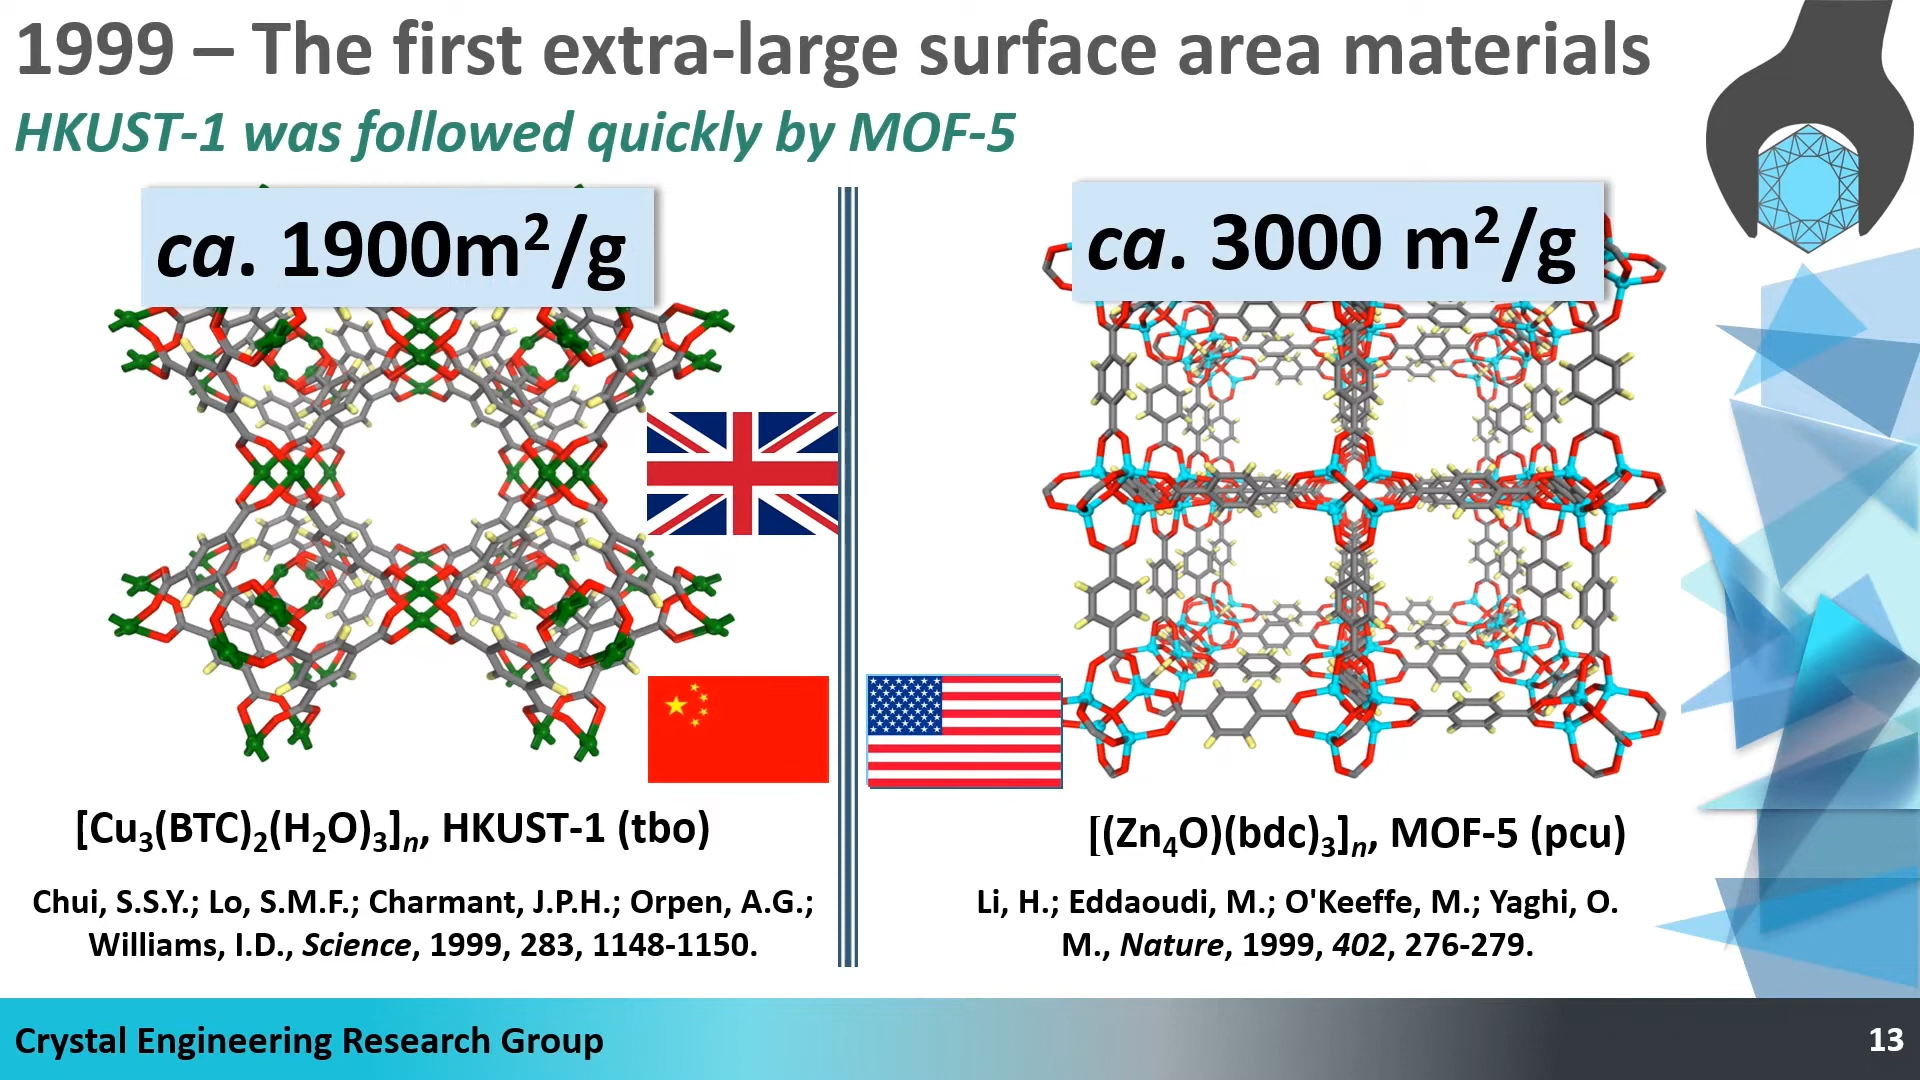 1999 – The first extra-large surface area materials
HKUST-1 was followed quickly by MOF-5
ca. 1900m²/g
[Cu₃(BTC)₂(H₂O)₃]ₙ, HKUST-1 (tbo)
Chui, S.S.Y.; Lo, S.M.F.; Charmant, J.P.H.; Orpen, A.G.;
Williams, I.D., Science, 1999, 283, 1148-1150.
ca. 3000 m²/g
[(Zn₄O)(bdc)₃]ₙ, MOF-5 (pcu)
Li, H.; Eddaoudi, M.; O'Keeffe, M.; Yaghi, O.
M., Nature, 1999, 402, 276-279.
Crystal Engineering Research Group
13